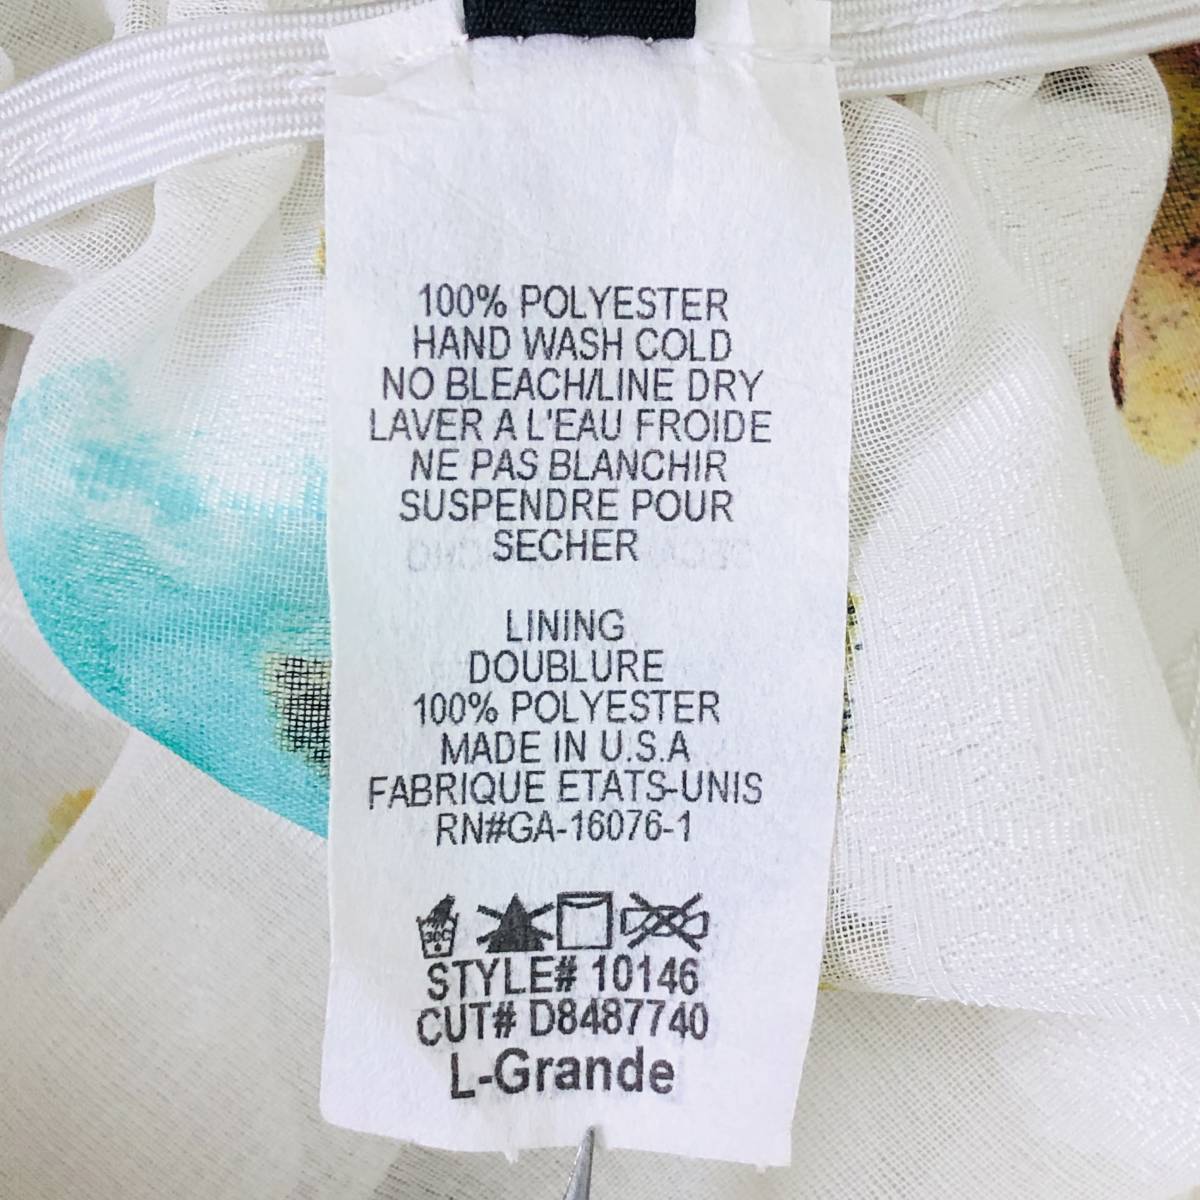 100% POLYESTER
HAND WASH COLD
NO BLEACH/LINE DRY
LAVER A L'EAU FROIDE
NE PAS BLANCHIR
SUSPENDRE POUR
SECHER
LINING
DOUBLURE
100% POLYESTER
MADE IN U.S.A
FABRIQUE ETATS-UNIS
RN#GA-16076-1
STYLE# 10146
CUT# D8487740
L-Grande